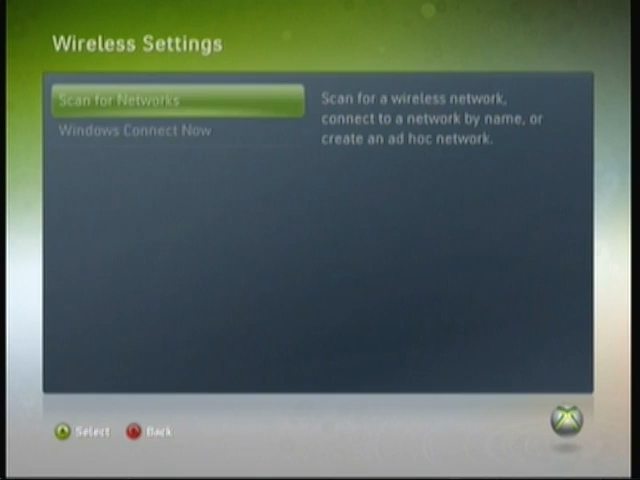 Wireless Settings
Scan for Networks
Windows Connect Now
Scan for a wireless network,
connect to a network by name, or
create an ad hoc network.
Select Back